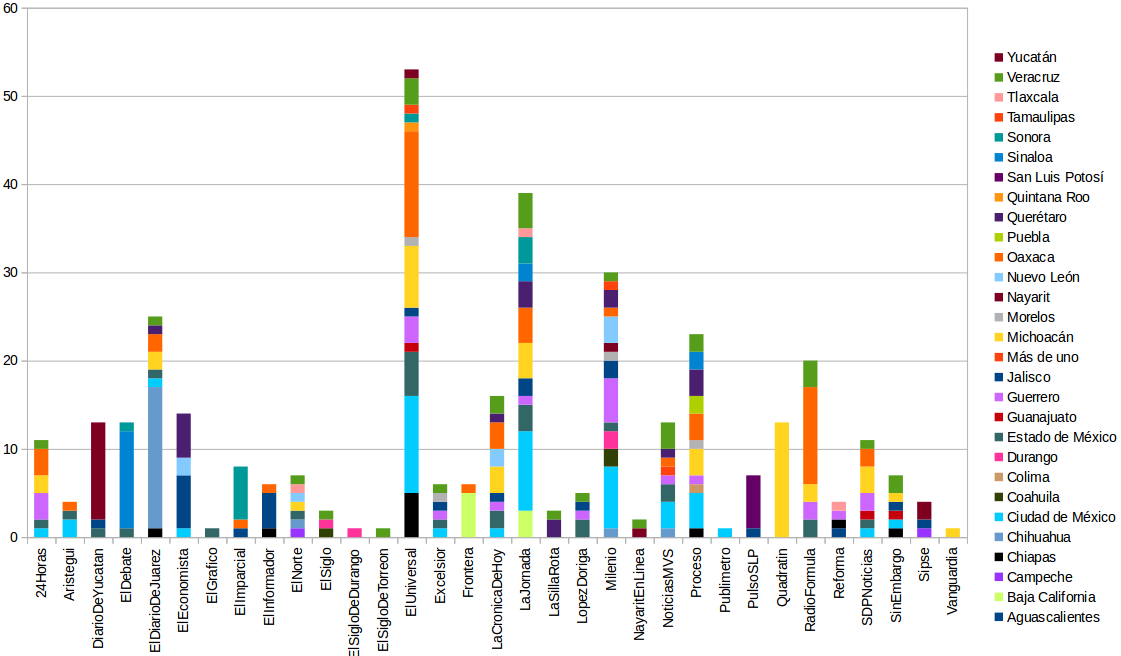 60
50
40
30
20
10
0
24Horas
Aristegui
DiarioDeYucatan
ElDebate
ElDiarioDeJuarez
ElEconomista
ElGrafico
ElImparcial
ElInformador
ElNorte
ElSiglo
ElSigloDeDurango
ElSigloDeTorreon
ElUniversal
Excelsior
Frontera
LaCronicaDeHoy
LaJornada
LaSillaRota
LopezDoriga
Milenio
NayaritEnLinea
NoticiasMVS
Proceso
Publimetro
PulsoSLP
Quadratin
RadioFormula
Reforma
SDPNoticias
SinEmbargo
Sipse
Vanguardia
Yucatán
Veracruz
Tlaxcala
Tamaulipas
Sonora
Sinaloa
San Luis Potosí
Quintana Roo
Querétaro
Puebla
Oaxaca
Nuevo León
Nayarit
Morelos
Michoacán
Más de uno
Jalisco
Guerrero
Guanajuato
Estado de México
Durango
Colima
Coahuila
Ciudad de México
Chihuahua
Chiapas
Campeche
Baja California
Aguascalientes